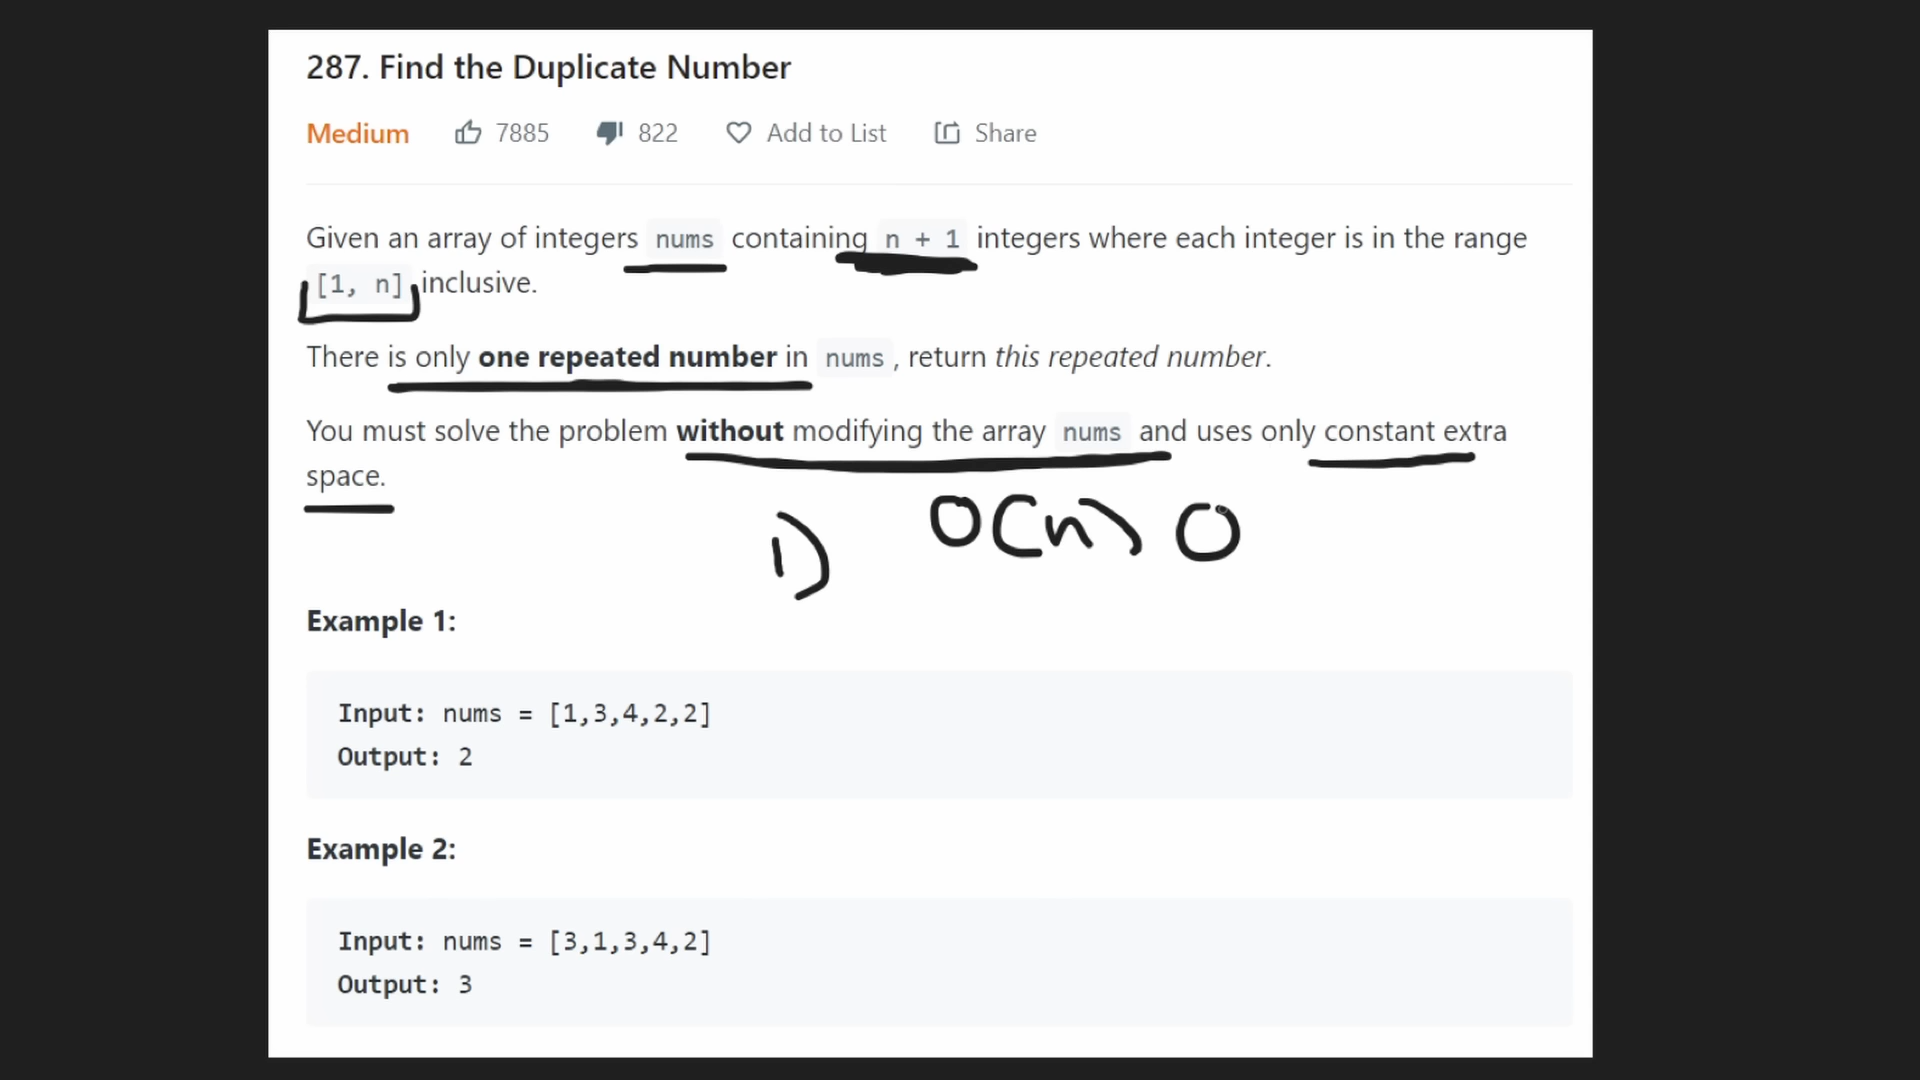 287. Find the Duplicate Number
Medium 7885 822 Add to List Share
Given an array of integers nums containing n + 1 integers where each integer is in the range
[1, n] inclusive.
There is only one repeated number in nums , return this repeated number.
You must solve the problem without modifying the array nums and uses only constant extra
space.
1) O(n) O
Example 1:
Input: nums = [1,3,4,2,2]
Output: 2
Example 2:
Input: nums = [3,1,3,4,2]
Output: 3